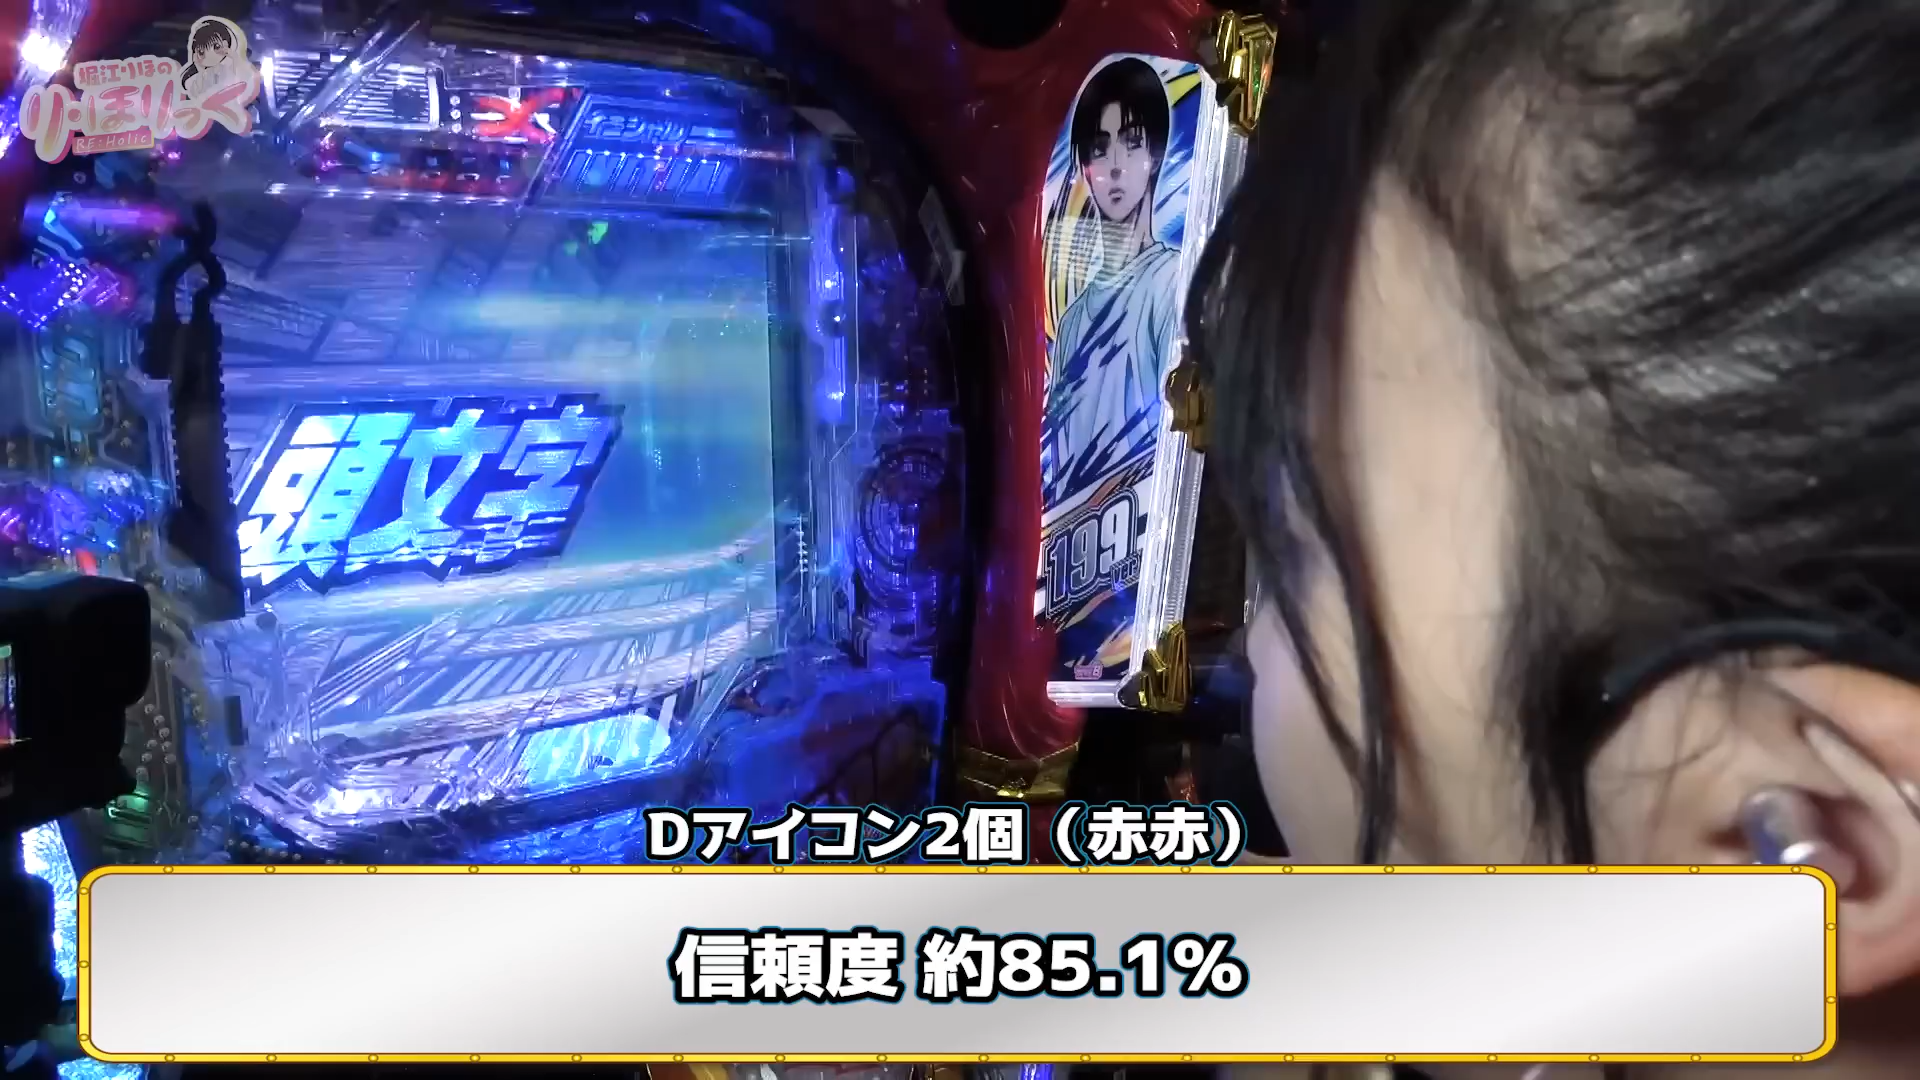 堀江りほの
り・ほりっく
RE:Holic
イニシャル
頭文字
199
ver.
Dアイコン2個（赤赤）
信頼度 約85.1%